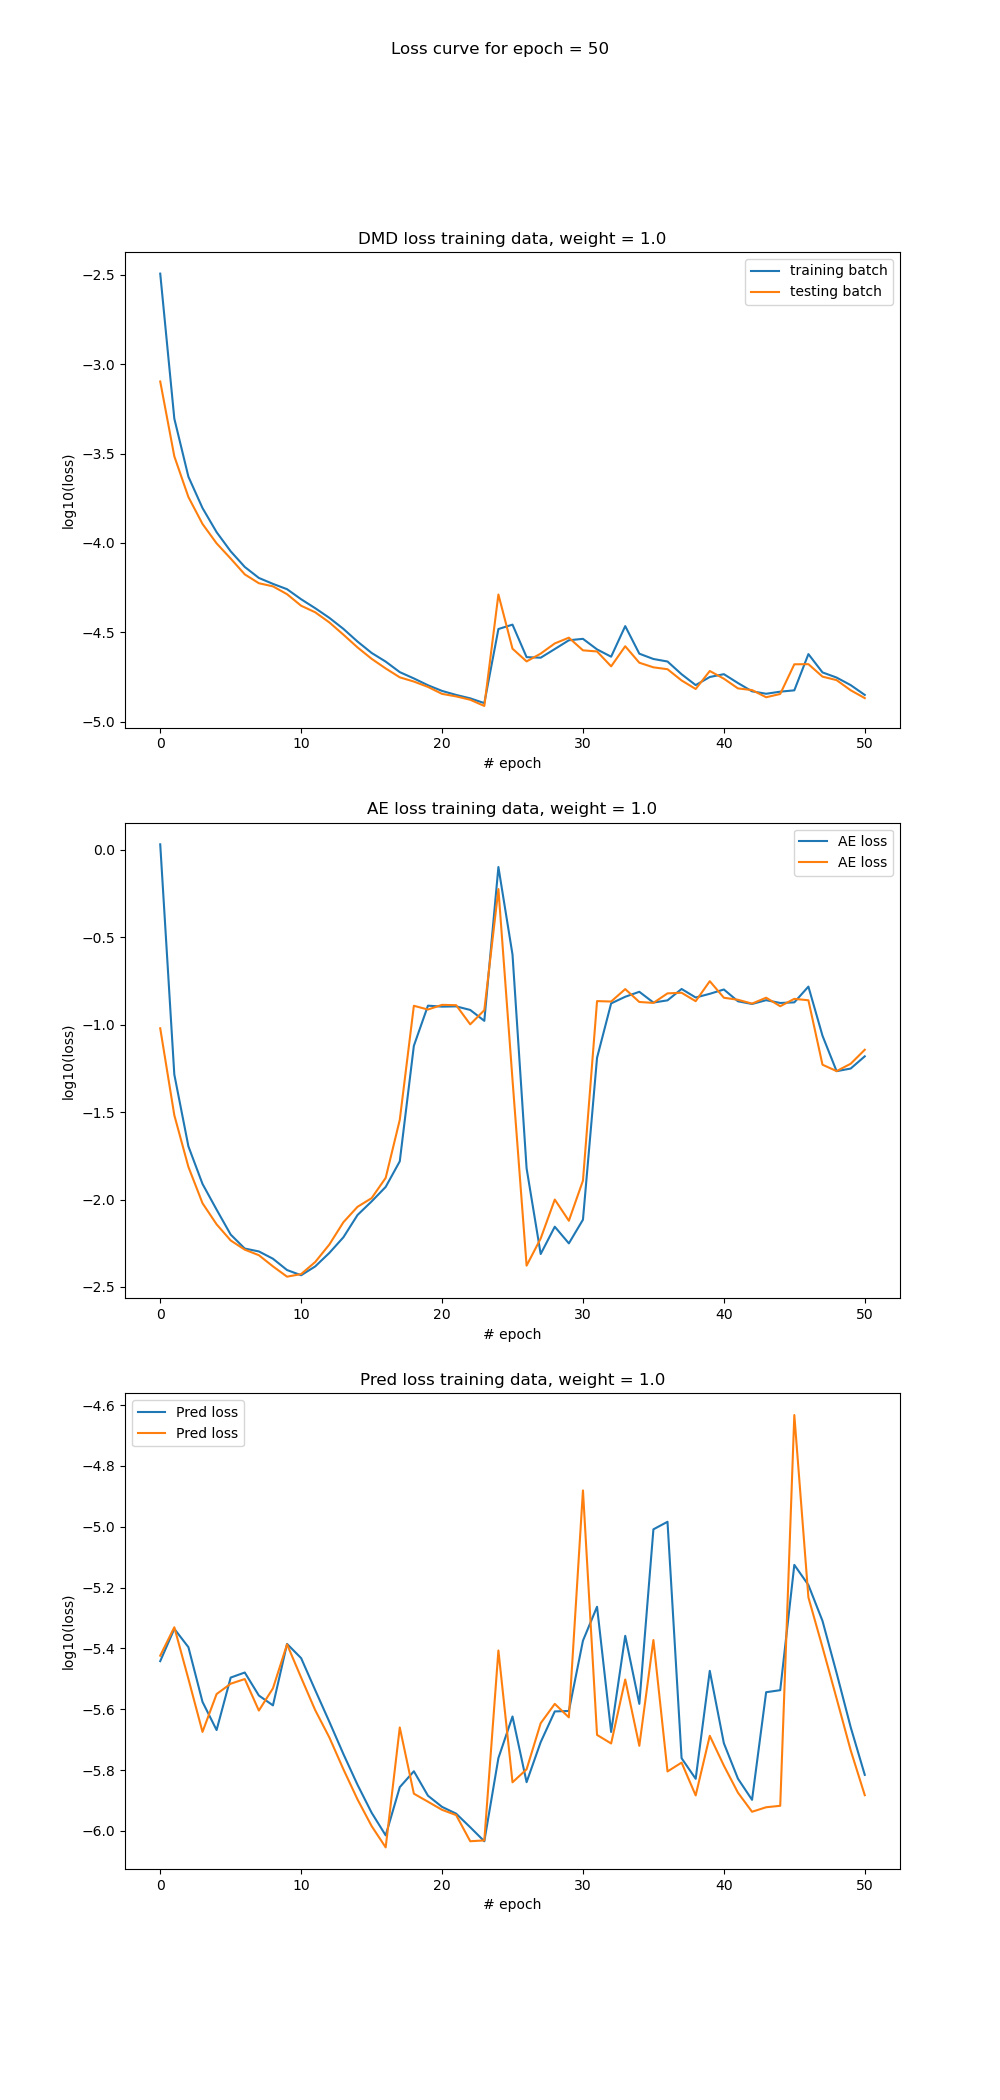 Loss curve for epoch = 50
DMD loss training data, weight = 1.0
training batch
testing batch
log10(loss)
−2.5
−3.0
−3.5
−4.0
−4.5
−5.0
0 10 20 30 40 50
# epoch
AE loss training data, weight = 1.0
AE loss
AE loss
log10(loss)
0.0
−0.5
−1.0
−1.5
−2.0
−2.5
0 10 20 30 40 50
# epoch
Pred loss training data, weight = 1.0
Pred loss
Pred loss
log10(loss)
−4.6
−4.8
−5.0
−5.2
−5.4
−5.6
−5.8
−6.0
0 10 20 30 40 50
# epoch